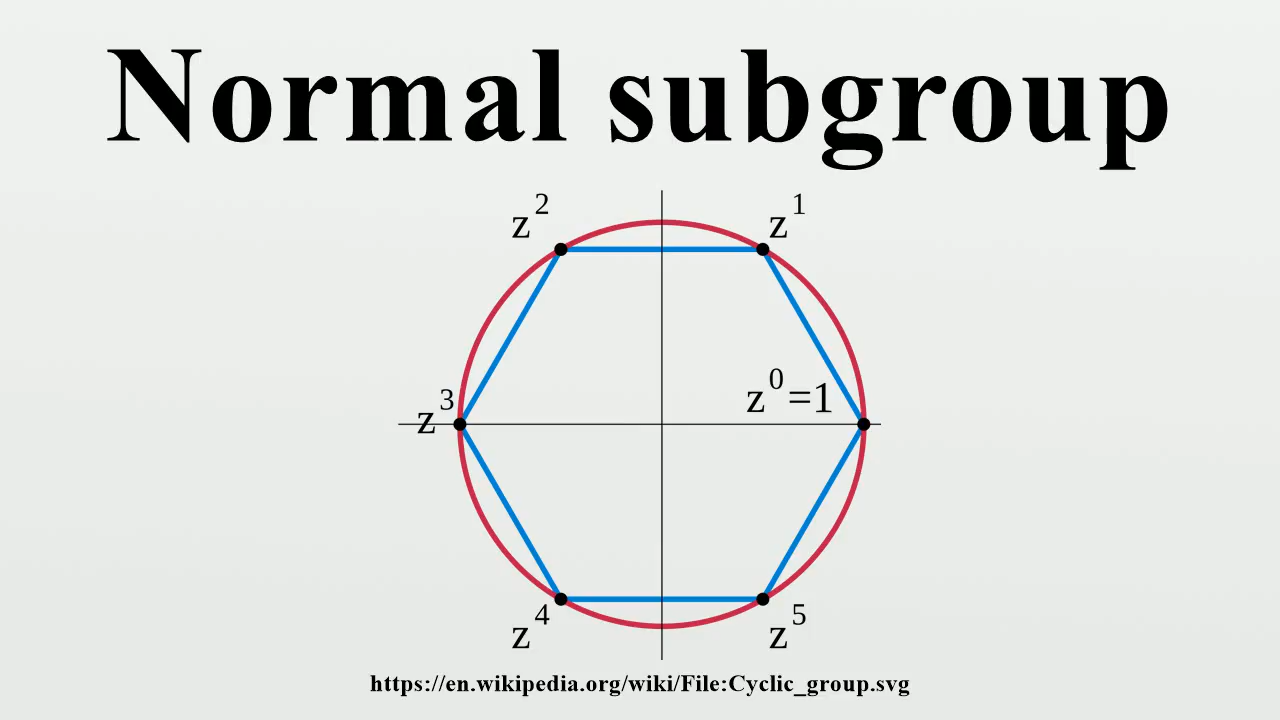 Normal subgroup
z² z¹
z³ z⁰=1
z⁴ z⁵
https://en.wikipedia.org/wiki/File:Cyclic_group.svg